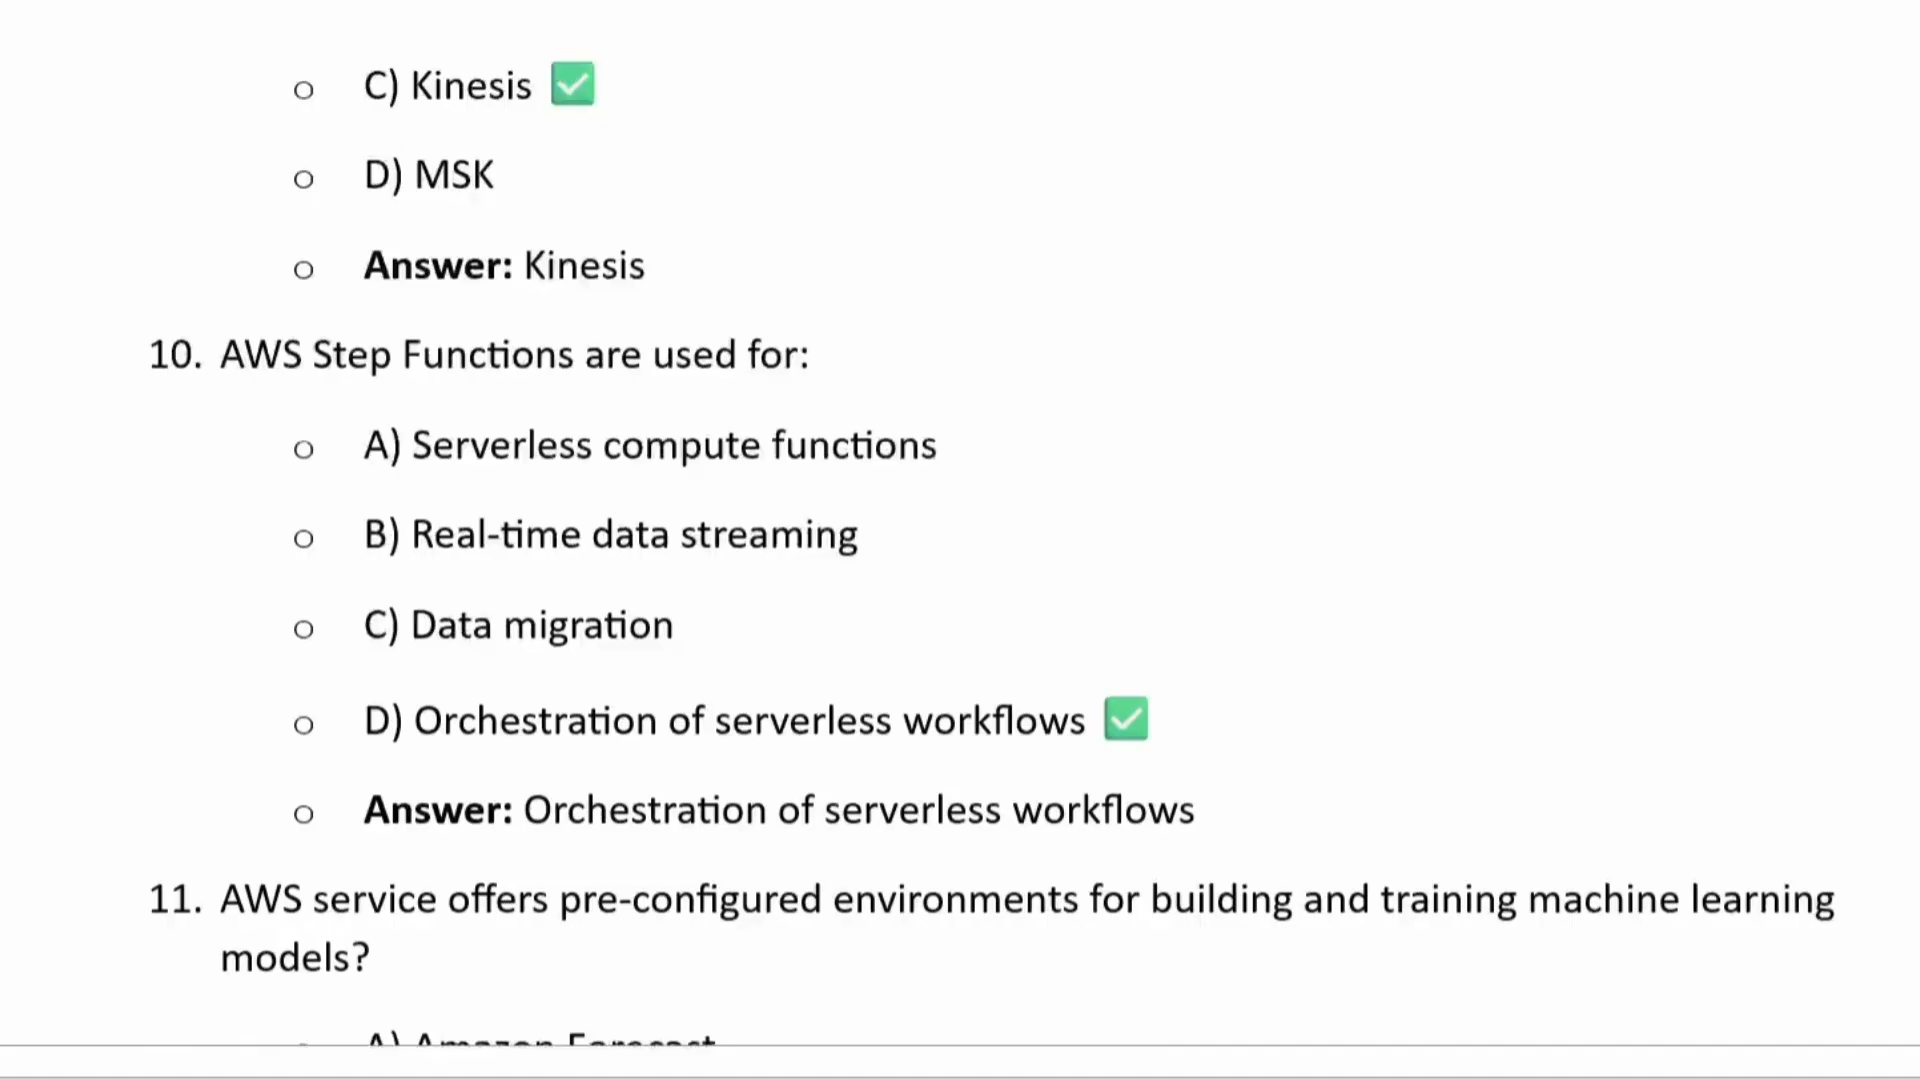 C) Kinesis ✅
D) MSK
Answer: Kinesis
10. AWS Step Functions are used for:
A) Serverless compute functions
B) Real-time data streaming
C) Data migration
D) Orchestration of serverless workflows ✅
Answer: Orchestration of serverless workflows
11. AWS service offers pre-configured environments for building and training machine learning
models?
A) Amazon Forecast